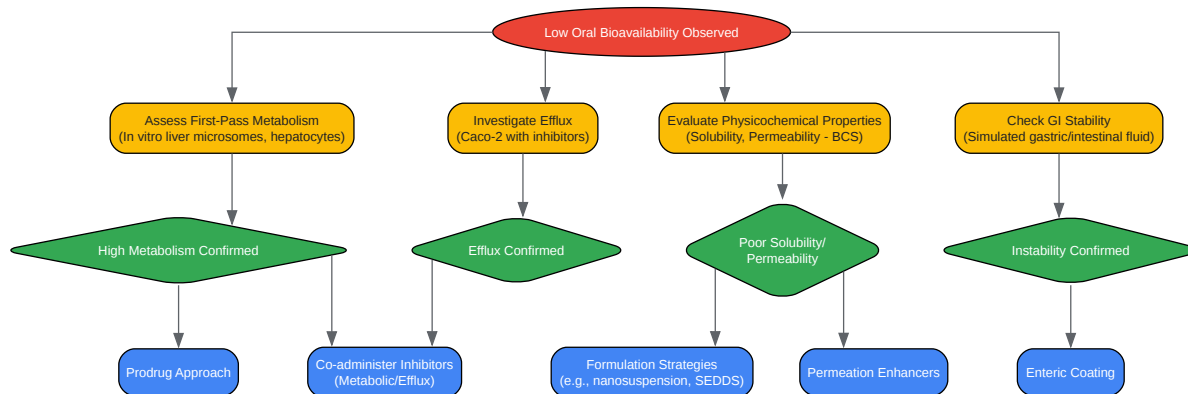 Low Oral Bioavailability Observed
Assess First-Pass Metabolism
(In vitro liver microsomes, hepatocytes)
Investigate Efflux
(Caco-2 with inhibitors)
Evaluate Physicochemical Properties
(Solubility, Permeability - BCS)
Check GI Stability
(Simulated gastric/intestinal fluid)
High Metabolism Confirmed
Efflux Confirmed
Poor Solubility/
Permeability
Instability Confirmed
Prodrug Approach
Co-administer Inhibitors
(Metabolic/Efflux)
Formulation Strategies
(e.g., nanosuspension, SEDDS)
Permeation Enhancers
Enteric Coating